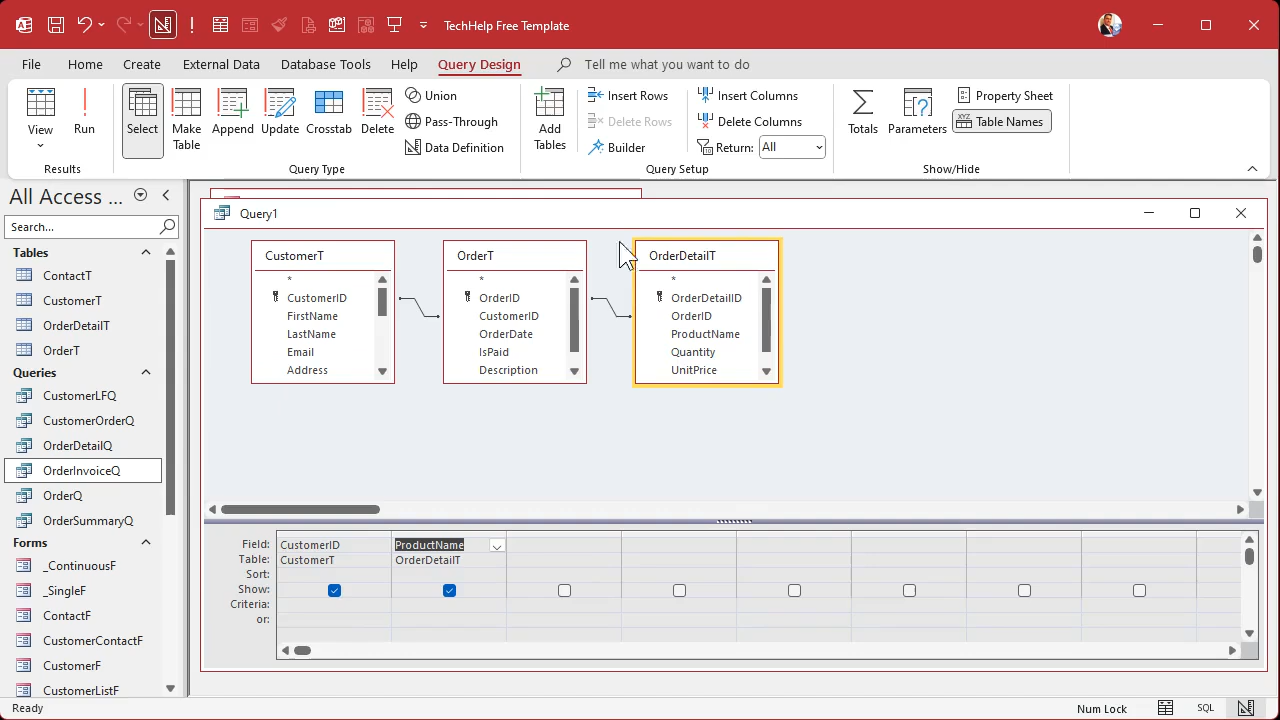 TechHelp Free Template
File Home Create External Data Database Tools Help Query Design Tell me what you want to do
View
Run
Results
Select
Make Table
Append
Update
Crosstab
Delete
Union
Pass-Through
Data Definition
Query Type
Add Tables
Insert Rows
Delete Rows
Builder
Insert Columns
Delete Columns
Return: All
Query Setup
Totals
Parameters
Property Sheet
Table Names
Show/Hide
All Access ...
Search...
Tables
ContactT
CustomerT
OrderDetailT
OrderT
Queries
CustomerLFQ
CustomerOrderQ
OrderDetailQ
OrderInvoiceQ
OrderQ
OrderSummaryQ
Forms
_ContinuousF
_SingleF
ContactF
CustomerContactF
CustomerF
CustomerListF
Query1
CustomerT
*
CustomerID
FirstName
LastName
Email
Address
OrderT
*
OrderID
CustomerID
OrderDate
IsPaid
Description
OrderDetailT
*
OrderDetailID
OrderID
ProductName
Quantity
UnitPrice
Field: CustomerID ProductName
Table: CustomerT OrderDetailT
Sort:
Show:
Criteria:
or:
Ready
Num Lock
SQL